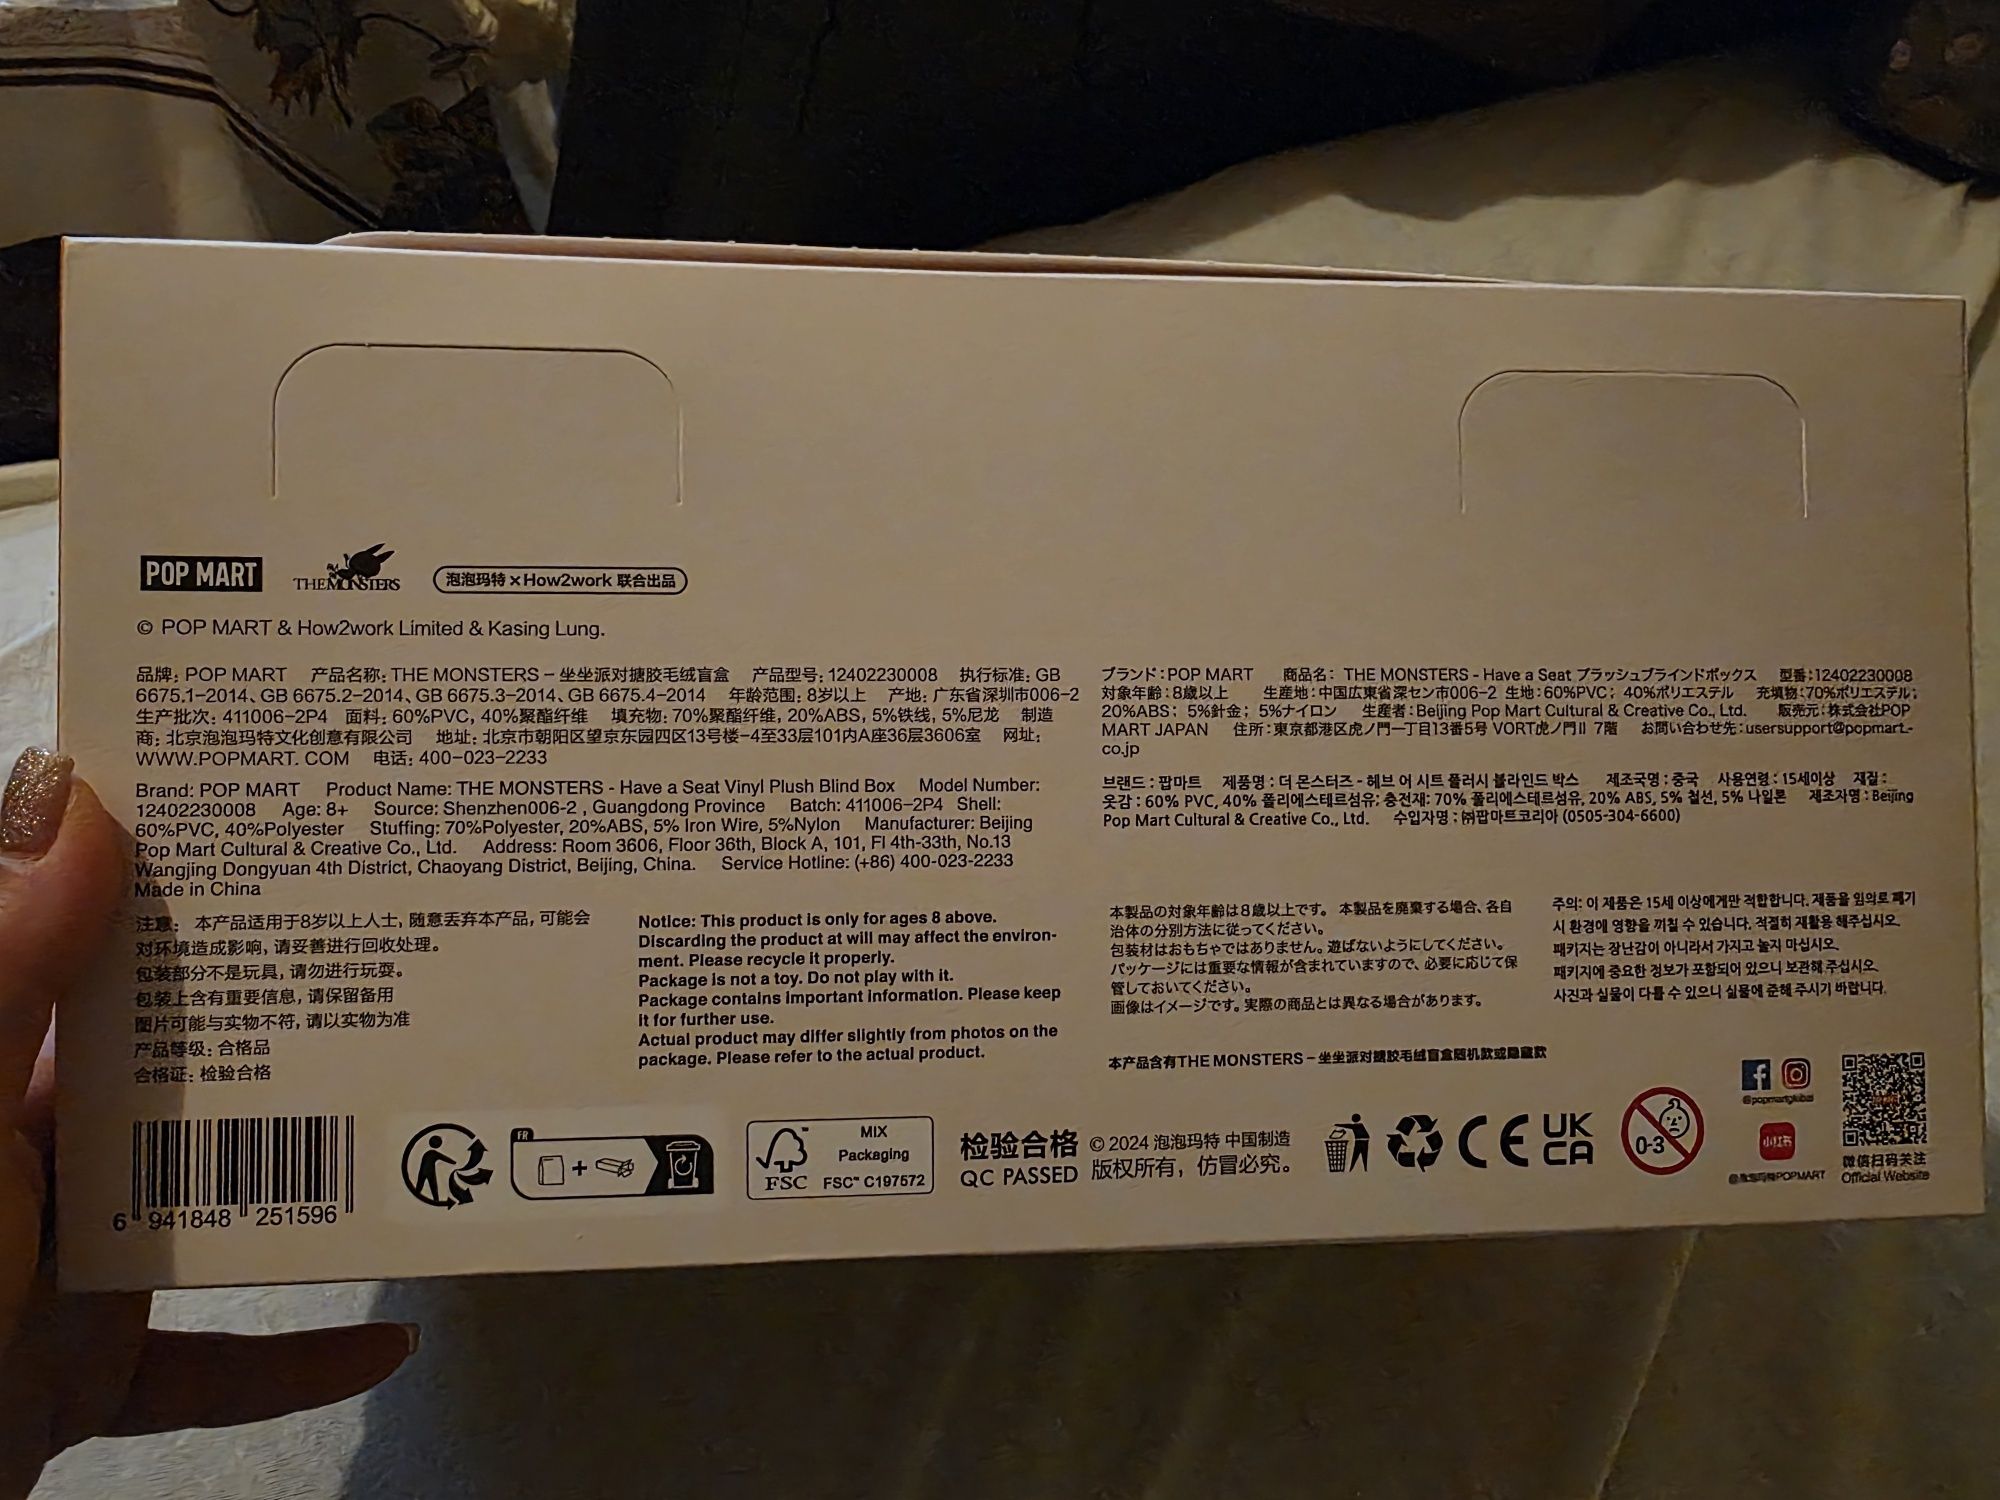 POP MART
THE MONSTERS
泡泡玛特×How2work 联合出品
© POP MART & How2work Limited & Kasing Lung.
品牌: POP MART 产品名称: THE MONSTERS – 坐坐派对搪胶毛绒盲盒 产品型号: 12402230008 执行标准: GB
6675.1–2014、GB 6675.2–2014、GB 6675.3–2014、GB 6675.4–2014 年龄范围: 8岁以上 产地: 广东省深圳市006–2
生产批次: 411006–2P4 面料: 60%PVC, 40%聚酯纤维 填充物: 70%聚酯纤维, 20%ABS, 5%铁线, 5%尼龙 制造
商: 北京泡泡玛特文化创意有限公司 地址: 北京市朝阳区望京东园四区13号楼–4至33层101内A座36层3606室 网址:
WWW.POPMART. COM 电话: 400–023–2233
Brand: POP MART Product Name: THE MONSTERS - Have a Seat Vinyl Plush Blind Box Model Number:
12402230008 Age: 8+ Source: Shenzhen006-2 , Guangdong Province Batch: 411006–2P4 Shell:
60%PVC, 40%Polyester Stuffing: 70%Polyester, 20%ABS, 5% Iron Wire, 5%Nylon Manufacturer: Beijing
Pop Mart Cultural & Creative Co., Ltd. Address: Room 3606, Floor 36th, Block A, 101, Fl 4th-33th, No.13
Wangjing Dongyuan 4th District, Chaoyang District, Beijing, China. Service Hotline: (+86) 400-023-2233
Made in China
注意: 本产品适用于8岁以上人士, 随意丢弃本产品, 可能会
对环境造成影响, 请妥善进行回收处理。
包装部分不是玩具, 请勿进行玩耍。
包装上含有重要信息, 请保留备用
图片可能与实物不符, 请以实物为准
产品等级: 合格品
合格证: 检验合格
Notice: This product is only for ages 8 above.
Discarding the product at will may affect the environ-
ment. Please recycle it properly.
Package is not a toy. Do not play with it.
Package contains important information. Please keep
it for further use.
Actual product may differ slightly from photos on the
package. Please refer to the actual product.
ブランド: POP MART 商品名: THE MONSTERS - Have a Seat プラッシュブラインドボックス 型番:12402230008
対象年齢: 8歳以上 生産地: 中国広東省深セン市006–2 生地: 60%PVC; 40%ポリエステル 充填物:70%ポリエステル;
20%ABS; 5%針金; 5%ナイロン 生産者: Beijing Pop Mart Cultural & Creative Co., Ltd. 販売元: 株式会社POP
MART JAPAN 住所: 東京都港区虎ノ門一丁目13番5号 VORT虎ノ門II 7階 お問い合わせ先: usersupport@popmart.-
co.jp
브랜드 : 팝마트 제품명 : 더 몬스터즈 - 헤브 어 시트 플러시 블라인드 박스 제조국명 : 중국 사용연령 : 15세이상 재질 :
옷감 : 60% PVC, 40% 폴리에스테르섬유; 충전재: 70% 폴리에스테르섬유, 20% ABS, 5% 철선, 5% 나일론 제조자명 : Beijing
Pop Mart Cultural & Creative Co., Ltd. 수입자명 : ㈜팝마트코리아 (0505-304-6600)
本製品の対象年齢は8歳以上です。本製品を廃棄する場合、各自
治体の分別方法に従ってください。
包装材はおもちゃではありません。遊ばないようにしてください。
パッケージには重要な情報が含まれていますので、必要に応じて保
管しておいてください。
画像はイメージです。実際の商品とは異なる場合があります。
주의: 이 제품은 15세 이상에게만 적합합니다. 제품을 임의로 폐기
시 환경에 영향을 끼칠 수 있습니다. 적절히 재활용 해주십시오.
패키지는 장난감이 아니라서 가지고 놀지 마십시오.
패키지에 중요한 정보가 포함되어 있으니 보관해 주십시오.
사진과 실물이 다를 수 있으니 실물에 준해 주시기 바랍니다.
本产品含有THE MONSTERS – 坐坐派对搪胶毛绒盲盒随机款或隐藏款
6 941848 251596
FR
FSC
MIX
Packaging
FSC™ C197572
检验合格
QC PASSED
© 2024 泡泡玛特 中国制造
版权所有, 仿冒必究。
CE
UK
CA
0-3
@popmartglobal
小红书
@泡泡玛特POPMART
微信扫码关注
Official Website